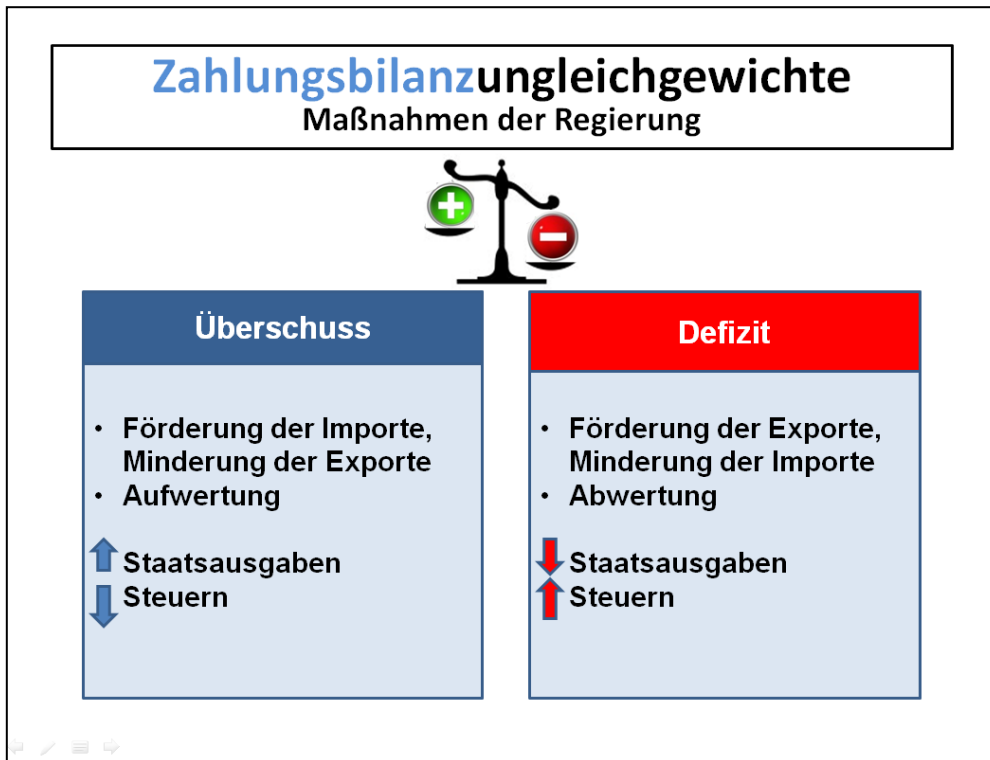 Zahlungsbilanzungleichgewichte
Maßnahmen der Regierung
Überschuss
• Förderung der Importe,
Minderung der Exporte
• Aufwertung
Staatsausgaben
Steuern
Defizit
• Förderung der Exporte,
Minderung der Importe
• Abwertung
Staatsausgaben
Steuern